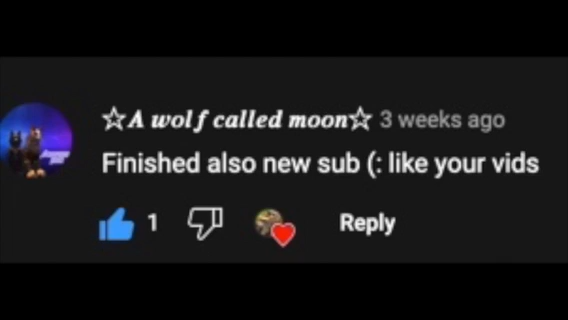 ☆A wolf called moon☆ 3 weeks ago
Finished also new sub (: like your vids
1 Reply